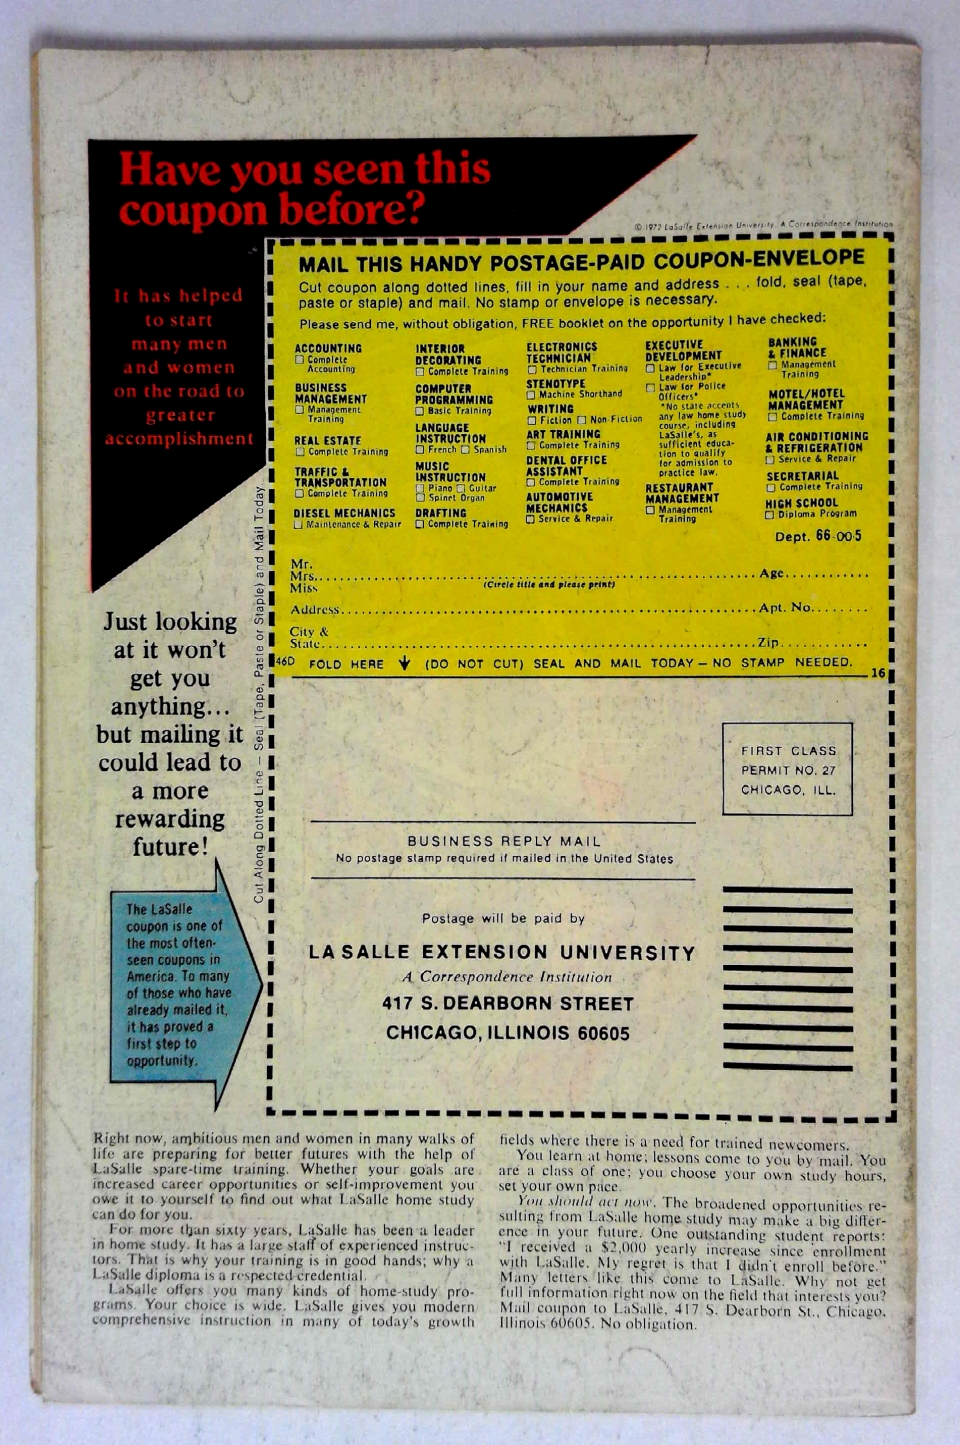 Have you seen this
coupon before?
It has helped
to start
many men
and women
on the road to
greater
accomplishment
Just looking
at it won't
get you
anything...
but mailing it
could lead to
a more
rewarding
future!
The LaSalle
coupon is one of
the most often-
seen coupons in
America. To many
of those who have
already mailed it,
it has proved a
first step to
opportunity.
Cut Along Dotted Line — Seal (Tape, Paste or Staple) and Mail Today.
© 1972 LaSalle Extension University. A Correspondence Institution
MAIL THIS HANDY POSTAGE-PAID COUPON-ENVELOPE
Cut coupon along dotted lines, fill in your name and address . . . fold, seal (tape,
paste or staple) and mail. No stamp or envelope is necessary.
Please send me, without obligation, FREE booklet on the opportunity I have checked:
ACCOUNTING
☐ Complete
Accounting
BUSINESS
MANAGEMENT
☐ Management
Training
REAL ESTATE
☐ Complete Training
TRAFFIC &
TRANSPORTATION
☐ Complete Training
DIESEL MECHANICS
☐ Maintenance & Repair
INTERIOR
DECORATING
☐ Complete Training
COMPUTER
PROGRAMMING
☐ Basic Training
LANGUAGE
INSTRUCTION
☐ French ☐ Spanish
MUSIC
INSTRUCTION
☐ Piano ☐ Guitar
☐ Spinet Organ
DRAFTING
☐ Complete Training
ELECTRONICS
TECHNICIAN
☐ Technician Training
STENOTYPE
☐ Machine Shorthand
WRITING
☐ Fiction ☐ Non-Fiction
ART TRAINING
☐ Complete Training
DENTAL OFFICE
ASSISTANT
☐ Complete Training
AUTOMOTIVE
MECHANICS
☐ Service & Repair
EXECUTIVE
DEVELOPMENT
☐ Law for Executive
Leadership*
☐ Law for Police
Officers*
*No state accepts
any law home study
course, including
LaSalle's, as
sufficient educa-
tion to qualify
for admission to
practice law.
RESTAURANT
MANAGEMENT
☐ Management
Training
BANKING
& FINANCE
☐ Management
Training
MOTEL/HOTEL
MANAGEMENT
☐ Complete Training
AIR CONDITIONING
& REFRIGERATION
☐ Service & Repair
SECRETARIAL
☐ Complete Training
HIGH SCHOOL
☐ Diploma Program
Dept. 66-005
Mr.
Mrs. Age
Miss (Circle title and please print)
Address Apt. No.
City &
State Zip
46D FOLD HERE ↓ (DO NOT CUT) SEAL AND MAIL TODAY — NO STAMP NEEDED.
16
FIRST CLASS
PERMIT NO. 27
CHICAGO, ILL.
BUSINESS REPLY MAIL
No postage stamp required if mailed in the United States
Postage will be paid by
LA SALLE EXTENSION UNIVERSITY
A Correspondence Institution
417 S. DEARBORN STREET
CHICAGO, ILLINOIS 60605
Right now, ambitious men and women in many walks of
life are preparing for better futures with the help of
LaSalle spare-time training. Whether your goals are
increased career opportunities or self-improvement you
owe it to yourself to find out what LaSalle home study
can do for you.
For more than sixty years, LaSalle has been a leader
in home study. It has a large staff of experienced instruc-
tors. That is why your training is in good hands; why a
LaSalle diploma is a respected credential.
LaSalle offers you many kinds of home-study pro-
grams. Your choice is wide. LaSalle gives you modern
comprehensive instruction in many of today's growth
fields where there is a need for trained newcomers.
You learn at home; lessons come to you by mail. You
are a class of one; you choose your own study hours,
set your own pace.
You should act now. The broadened opportunities re-
sulting from LaSalle home study may make a big differ-
ence in your future. One outstanding student reports:
"I received a $2,000 yearly increase since enrollment
with LaSalle. My regret is that I didn't enroll before."
Many letters like this come to LaSalle. Why not get
full information right now on the field that interests you?
Mail coupon to LaSalle, 417 S. Dearborn St., Chicago,
Illinois 60605. No obligation.